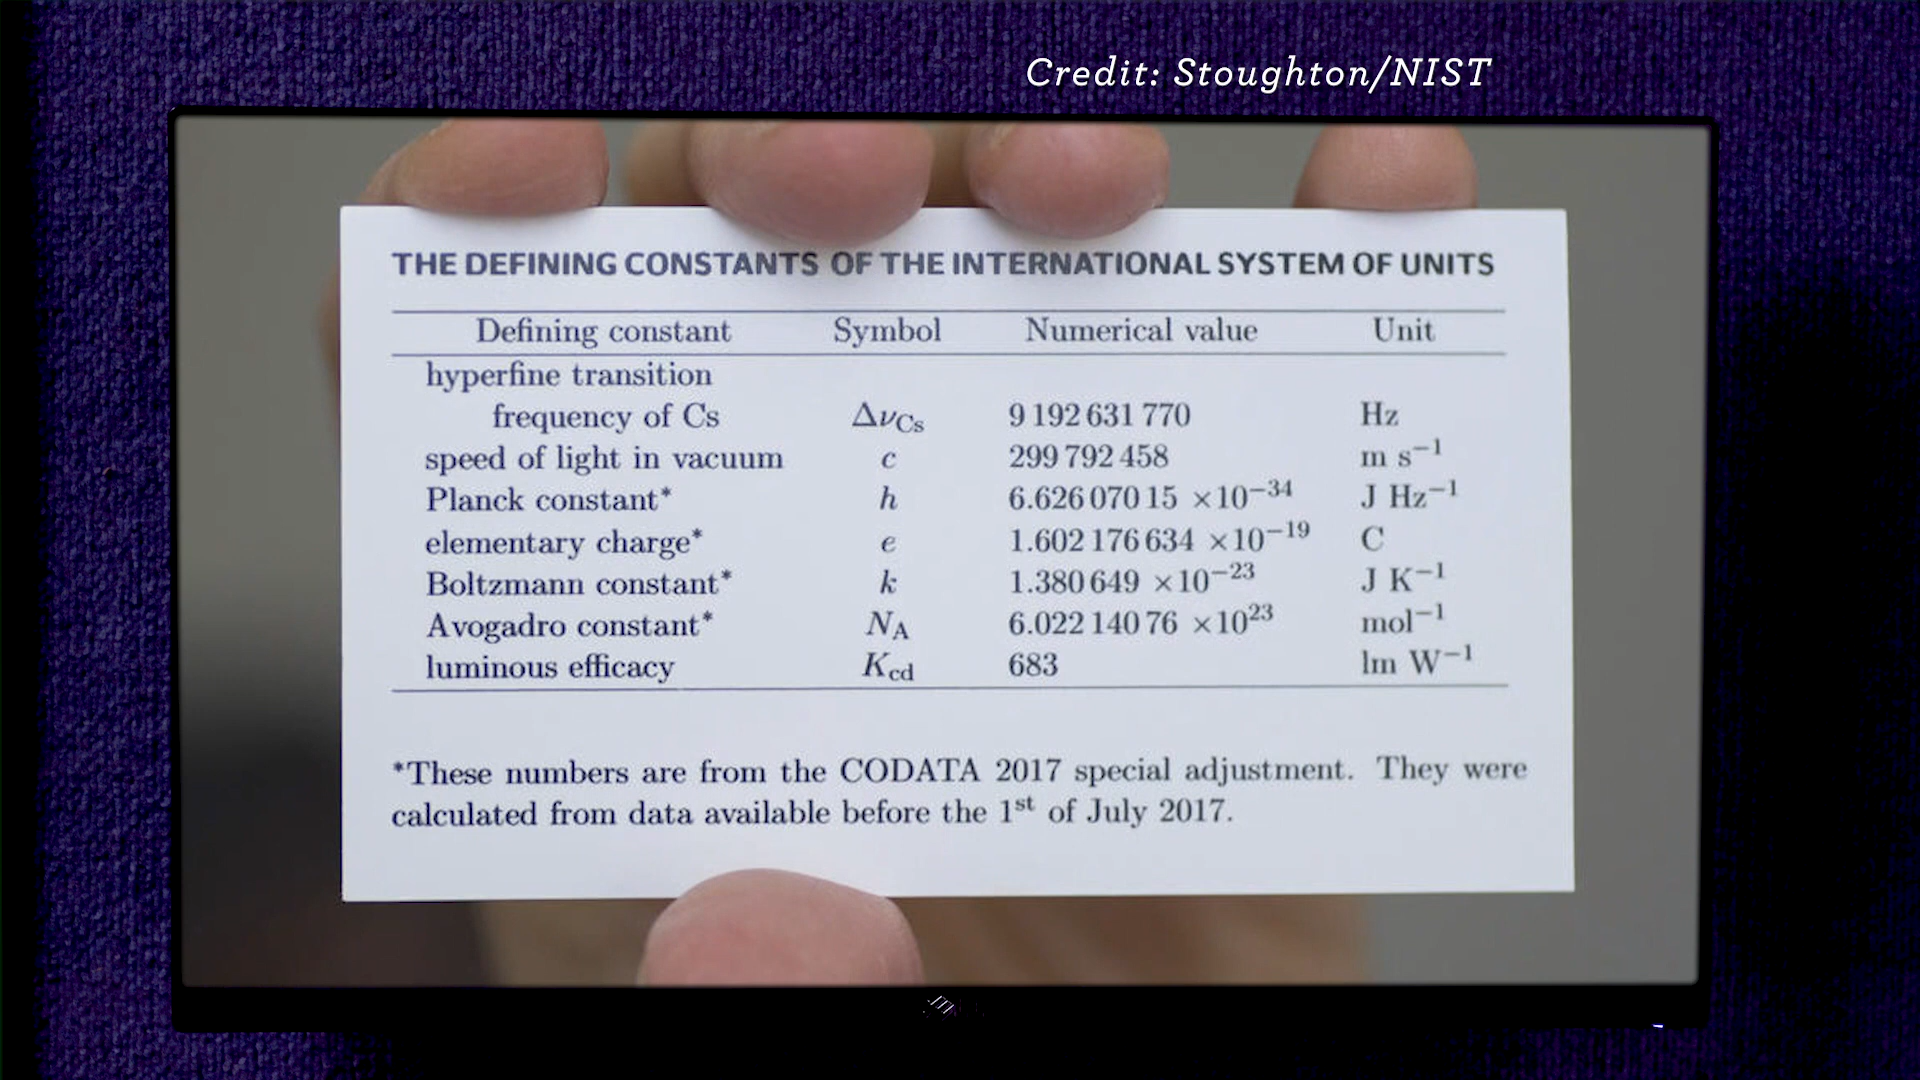 Credit: Stoughton/NIST
THE DEFINING CONSTANTS OF THE INTERNATIONAL SYSTEM OF UNITS
Defining constant Symbol Numerical value Unit
hyperfine transition
frequency of Cs Δν_Cs 9 192 631 770 Hz
speed of light in vacuum c 299 792 458 m s⁻¹
Planck constant* h 6.626 070 15 ×10⁻³⁴ J Hz⁻¹
elementary charge* e 1.602 176 634 ×10⁻¹⁹ C
Boltzmann constant* k 1.380 649 ×10⁻²³ J K⁻¹
Avogadro constant* N_A 6.022 140 76 ×10²³ mol⁻¹
luminous efficacy K_cd 683 lm W⁻¹
*These numbers are from the CODATA 2017 special adjustment. They were
calculated from data available before the 1ˢᵗ of July 2017.